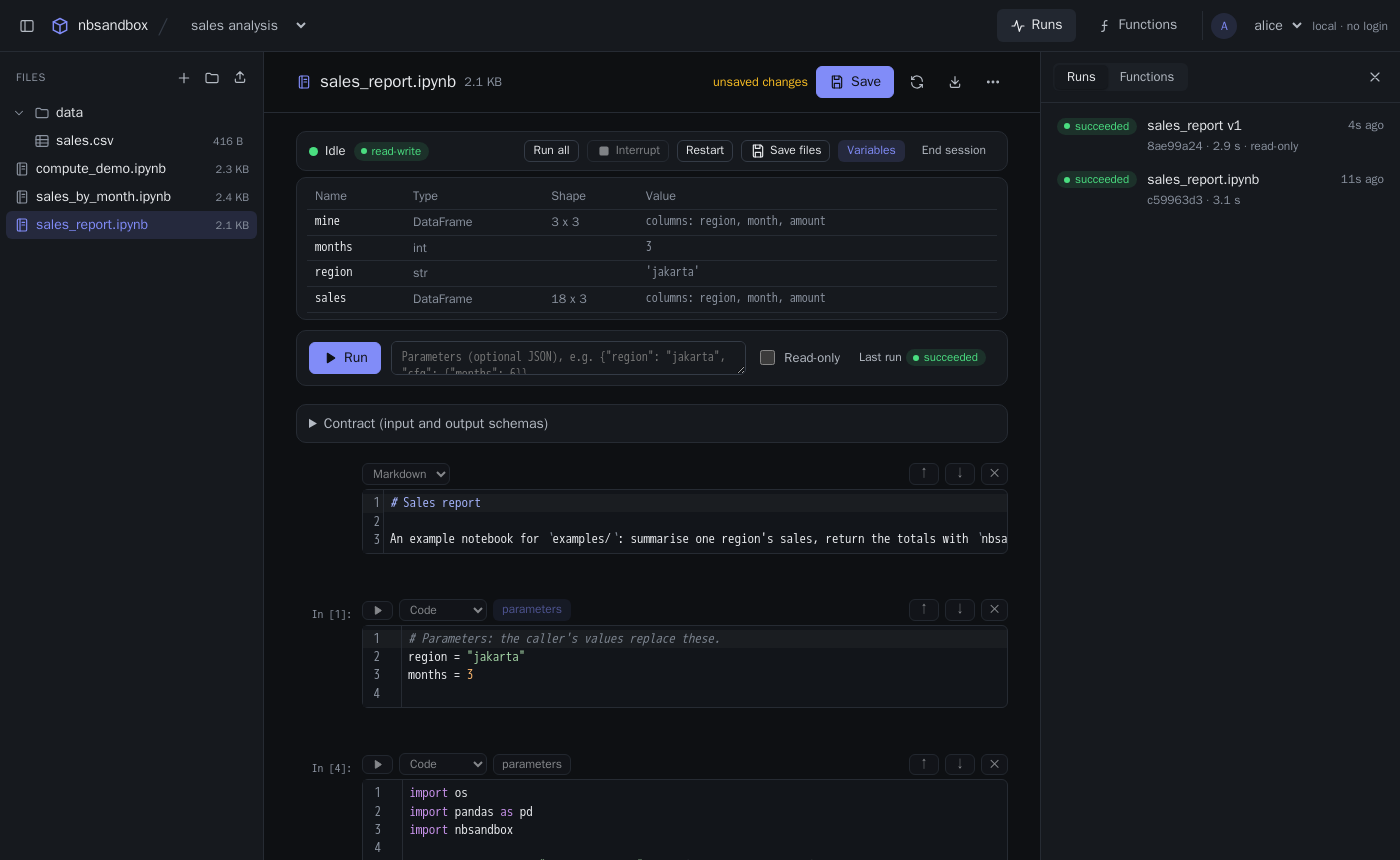 nbsandbox / sales analysis
Runs
Functions
A
alice
local · no login
FILES
data
sales.csv 416 B
compute_demo.ipynb 2.3 KB
sales_by_month.ipynb 2.4 KB
sales_report.ipynb 2.1 KB
sales_report.ipynb 2.1 KB
unsaved changes
Save
Idle
read-write
Run all
Interrupt
Restart
Save files
Variables
End session
Name Type Shape Value
mine DataFrame 3 x 3 columns: region, month, amount
months int 3
region str 'jakarta'
sales DataFrame 18 x 3 columns: region, month, amount
Run
Parameters (optional JSON), e.g. {"region": "jakarta",
"cfg": {"months": 6}}
Read-only
Last run
succeeded
Contract (input and output schemas)
Markdown
↑ ↓
1 # Sales report
2
3 An example notebook for `examples/`: summarise one region's sales, return the totals with `nbsa
In [1]:
Code
parameters
↑ ↓
1 # Parameters: the caller's values replace these.
2 region = "jakarta"
3 months = 3
4
In [4]:
Code
parameters
↑ ↓
1 import os
2 import pandas as pd
3 import nbsandbox
4
Runs
Functions
succeeded sales_report v1 4s ago
8ae99a24 · 2.9 s · read-only
succeeded sales_report.ipynb 11s ago
c59963d3 · 3.1 s